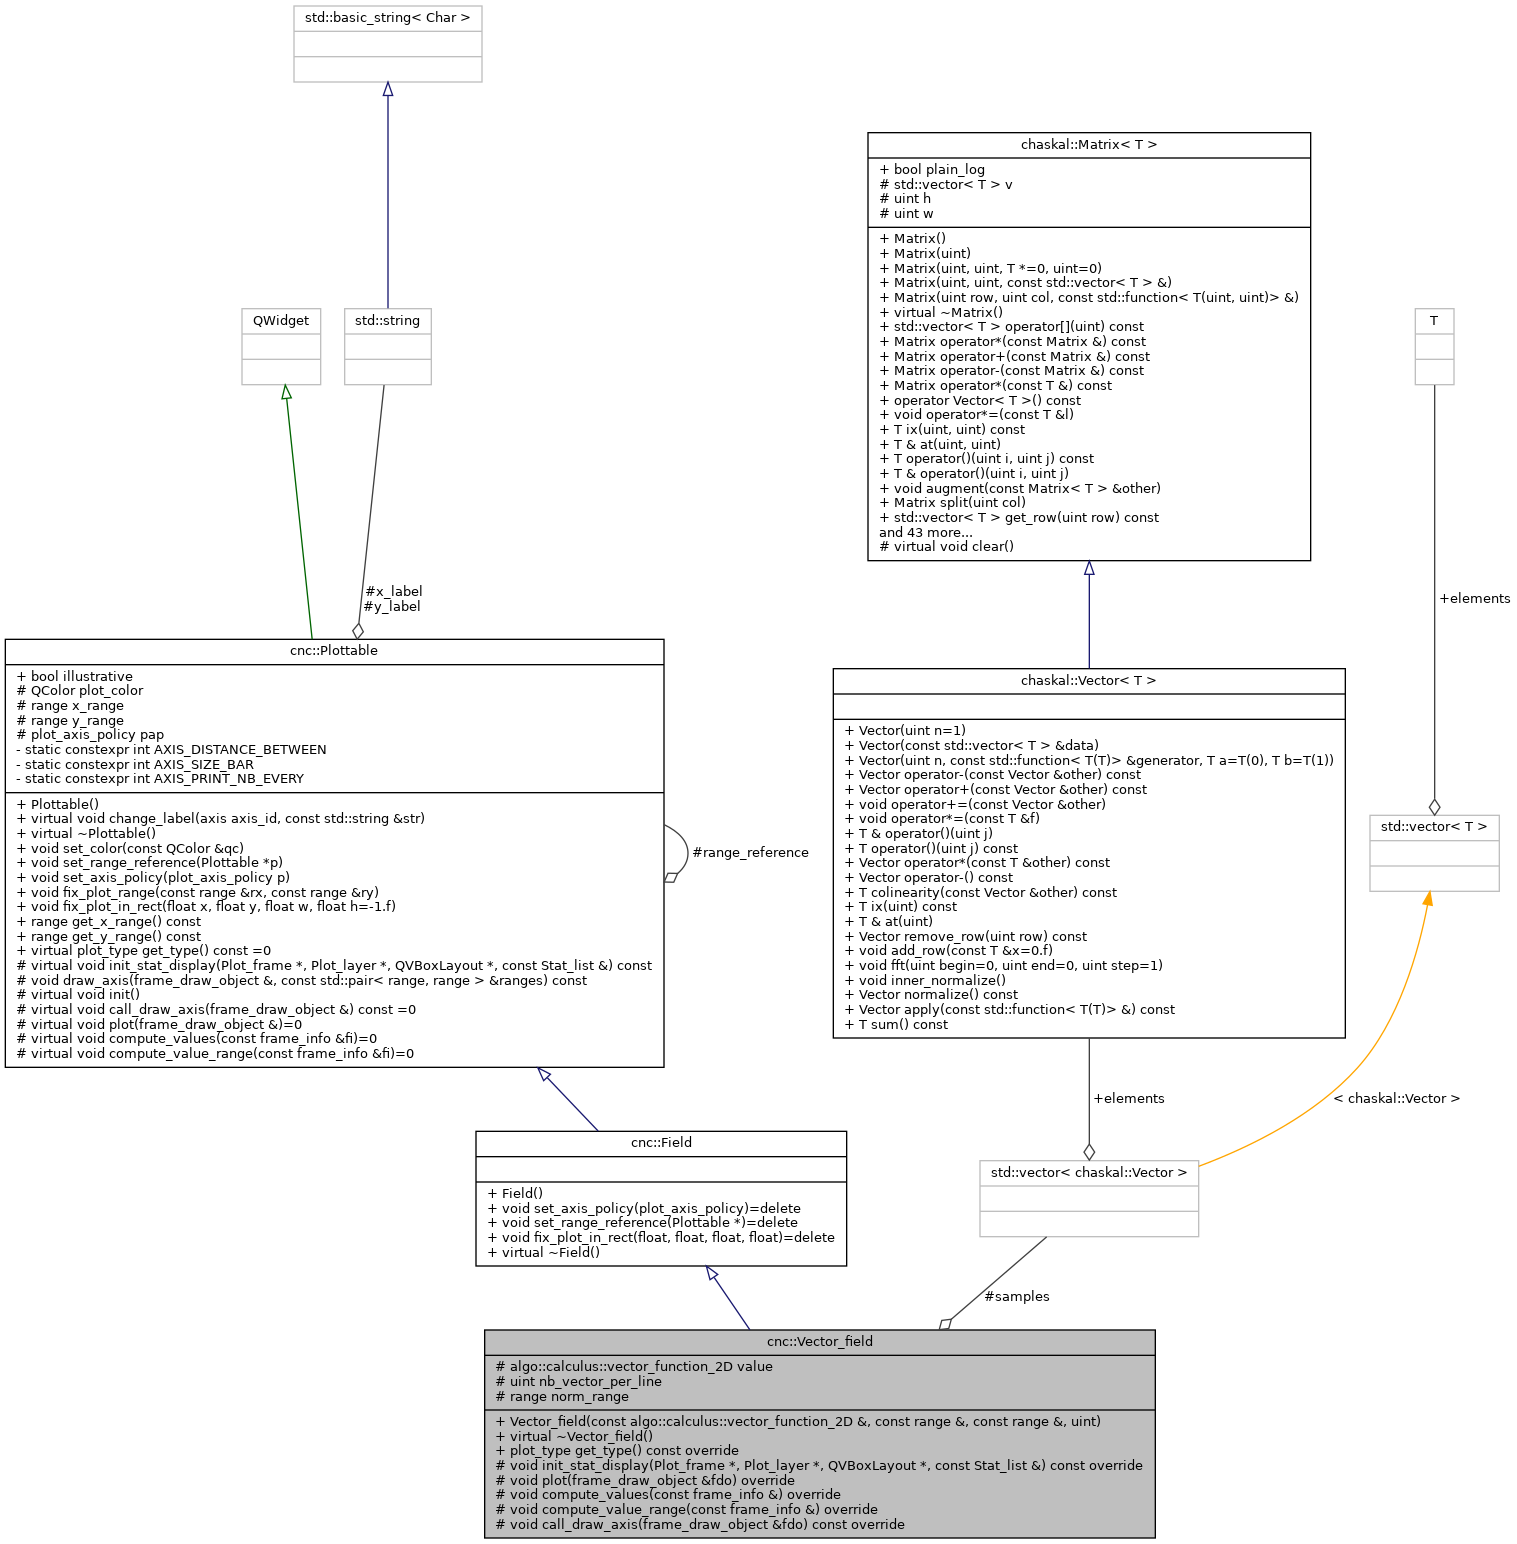 std::basic_string< Char >
chaskal::Matrix< T >
+ bool plain_log
# std::vector< T > v
# uint h
# uint w
+ Matrix()
+ Matrix(uint)
+ Matrix(uint, uint, T *=0, uint=0)
+ Matrix(uint, uint, const std::vector< T > &)
+ Matrix(uint row, uint col, const std::function< T(uint, uint)> &)
+ virtual ~Matrix()
+ std::vector< T > operator[](uint) const
+ Matrix operator*(const Matrix &) const
+ Matrix operator+(const Matrix &) const
+ Matrix operator-(const Matrix &) const
+ Matrix operator*(const T &) const
+ operator Vector< T >() const
+ void operator*=(const T &l)
+ T ix(uint, uint) const
+ T & at(uint, uint)
+ T operator()(uint i, uint j) const
+ T & operator()(uint i, uint j)
+ void augment(const Matrix< T > &other)
+ Matrix split(uint col)
+ std::vector< T > get_row(uint row) const
and 43 more...
# virtual void clear()
QWidget
std::string
T
#x_label
#y_label
+elements
cnc::Plottable
+ bool illustrative
# QColor plot_color
# range x_range
# range y_range
# plot_axis_policy pap
- static constexpr int AXIS_DISTANCE_BETWEEN
- static constexpr int AXIS_SIZE_BAR
- static constexpr int AXIS_PRINT_NB_EVERY
+ Plottable()
+ virtual void change_label(axis axis_id, const std::string &str)
+ virtual ~Plottable()
+ void set_color(const QColor &qc)
+ void set_range_reference(Plottable *p)
+ void set_axis_policy(plot_axis_policy p)
+ void fix_plot_range(const range &rx, const range &ry)
+ void fix_plot_in_rect(float x, float y, float w, float h=-1.f)
+ range get_x_range() const
+ range get_y_range() const
+ virtual plot_type get_type() const =0
# virtual void init_stat_display(Plot_frame *, Plot_layer *, QVBoxLayout *, const Stat_list &) const
# void draw_axis(frame_draw_object &, const std::pair< range, range > &ranges) const
# virtual void init()
# virtual void call_draw_axis(frame_draw_object &) const =0
# virtual void plot(frame_draw_object &)=0
# virtual void compute_values(const frame_info &fi)=0
# virtual void compute_value_range(const frame_info &fi)=0
#range_reference
chaskal::Vector< T >
+ Vector(uint n=1)
+ Vector(const std::vector< T > &data)
+ Vector(uint n, const std::function< T(T)> &generator, T a=T(0), T b=T(1))
+ Vector operator-(const Vector &other) const
+ Vector operator+(const Vector &other) const
+ void operator+=(const Vector &other)
+ void operator*=(const T &f)
+ T & operator()(uint j)
+ T operator()(uint j) const
+ Vector operator*(const T &other) const
+ Vector operator-() const
+ T colinearity(const Vector &other) const
+ T ix(uint) const
+ T & at(uint)
+ Vector remove_row(uint row) const
+ void add_row(const T &x=0.f)
+ void fft(uint begin=0, uint end=0, uint step=1)
+ void inner_normalize()
+ Vector normalize() const
+ Vector apply(const std::function< T(T)> &) const
+ T sum() const
std::vector< T >
+elements
< chaskal::Vector >
cnc::Field
+ Field()
+ void set_axis_policy(plot_axis_policy)=delete
+ void set_range_reference(Plottable *)=delete
+ void fix_plot_in_rect(float, float, float, float)=delete
+ virtual ~Field()
std::vector< chaskal::Vector >
#samples
cnc::Vector_field
# algo::calculus::vector_function_2D value
# uint nb_vector_per_line
# range norm_range
+ Vector_field(const algo::calculus::vector_function_2D &, const range &, const range &, uint)
+ virtual ~Vector_field()
+ plot_type get_type() const override
# void init_stat_display(Plot_frame *, Plot_layer *, QVBoxLayout *, const Stat_list &) const override
# void plot(frame_draw_object &fdo) override
# void compute_values(const frame_info &) override
# void compute_value_range(const frame_info &) override
# void call_draw_axis(frame_draw_object &fdo) const override